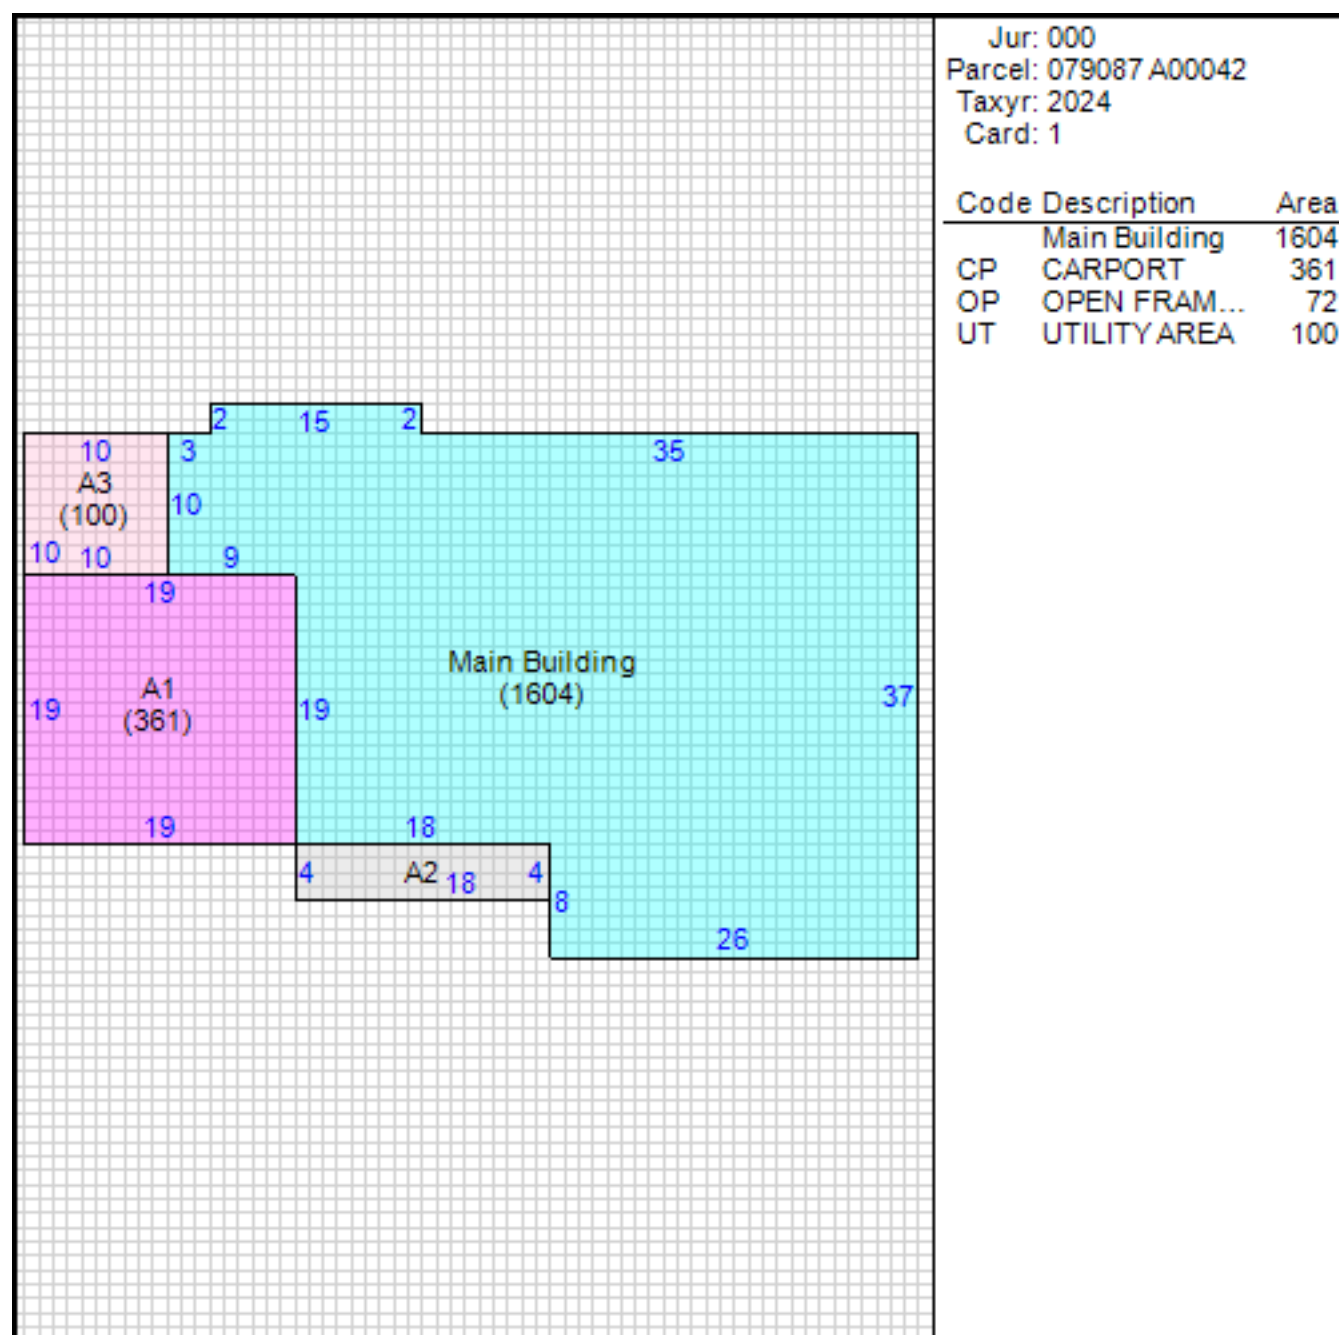 Jur: 000
Parcel: 079087 A00042
Taxyr: 2024
Card: 1
Code Description Area
Main Building 1604
CP CARPORT 361
OP OPEN FRAM... 72
UT UTILITY AREA 100
2 15 2
10 3 35
A3
(100)
10
10 10 9
19
Main Building
(1604)
A1
(361)
19 19 37
19 18
4 A2 18 4
8
26